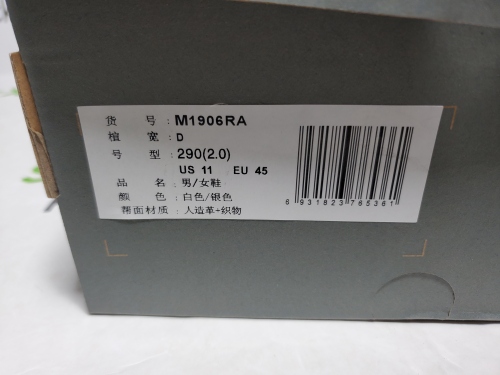 货 号 : M1906RA
楦 宽 : D
号 型 : 290(2.0)
US 11 EU 45
品 名 : 男/女鞋
颜 色 : 白色/银色
帮面材质 : 人造革+织物
6 931823 765361